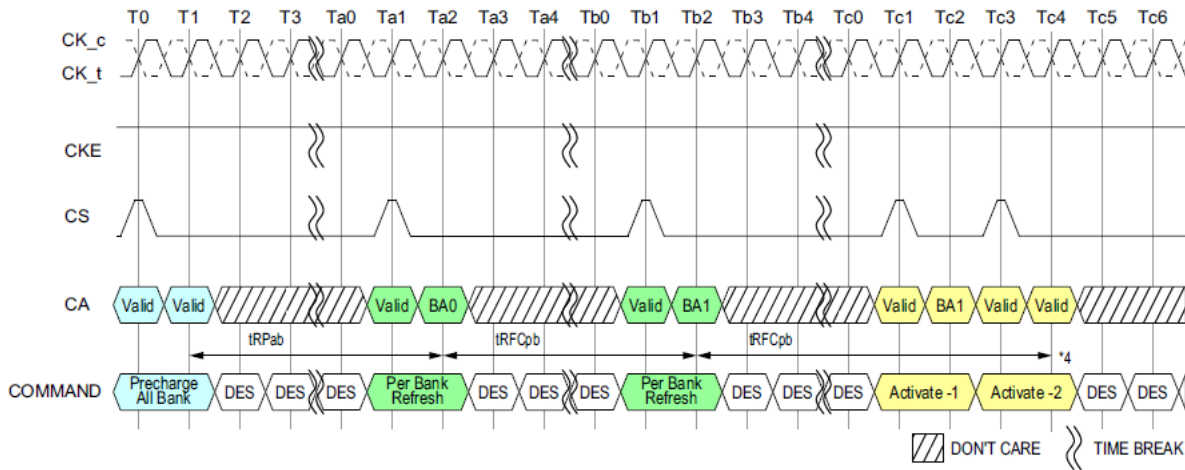 T0 T1 T2 T3 Ta0 Ta1 Ta2 Ta3 Ta4 Tb0 Tb1 Tb2 Tb3 Tb4 Tc0 Tc1 Tc2 Tc3 Tc4 Tc5 Tc6
CK_c
CK_t
CKE
CS
CA Valid Valid Valid BA0 Valid BA1 Valid BA1 Valid Valid
tRPab tRFCpb tRFCpb *4
COMMAND Precharge All Bank DES DES DES Per Bank Refresh DES DES DES Per Bank Refresh DES DES DES Activate -1 Activate -2 DES DES
DON'T CARE TIME BREAK